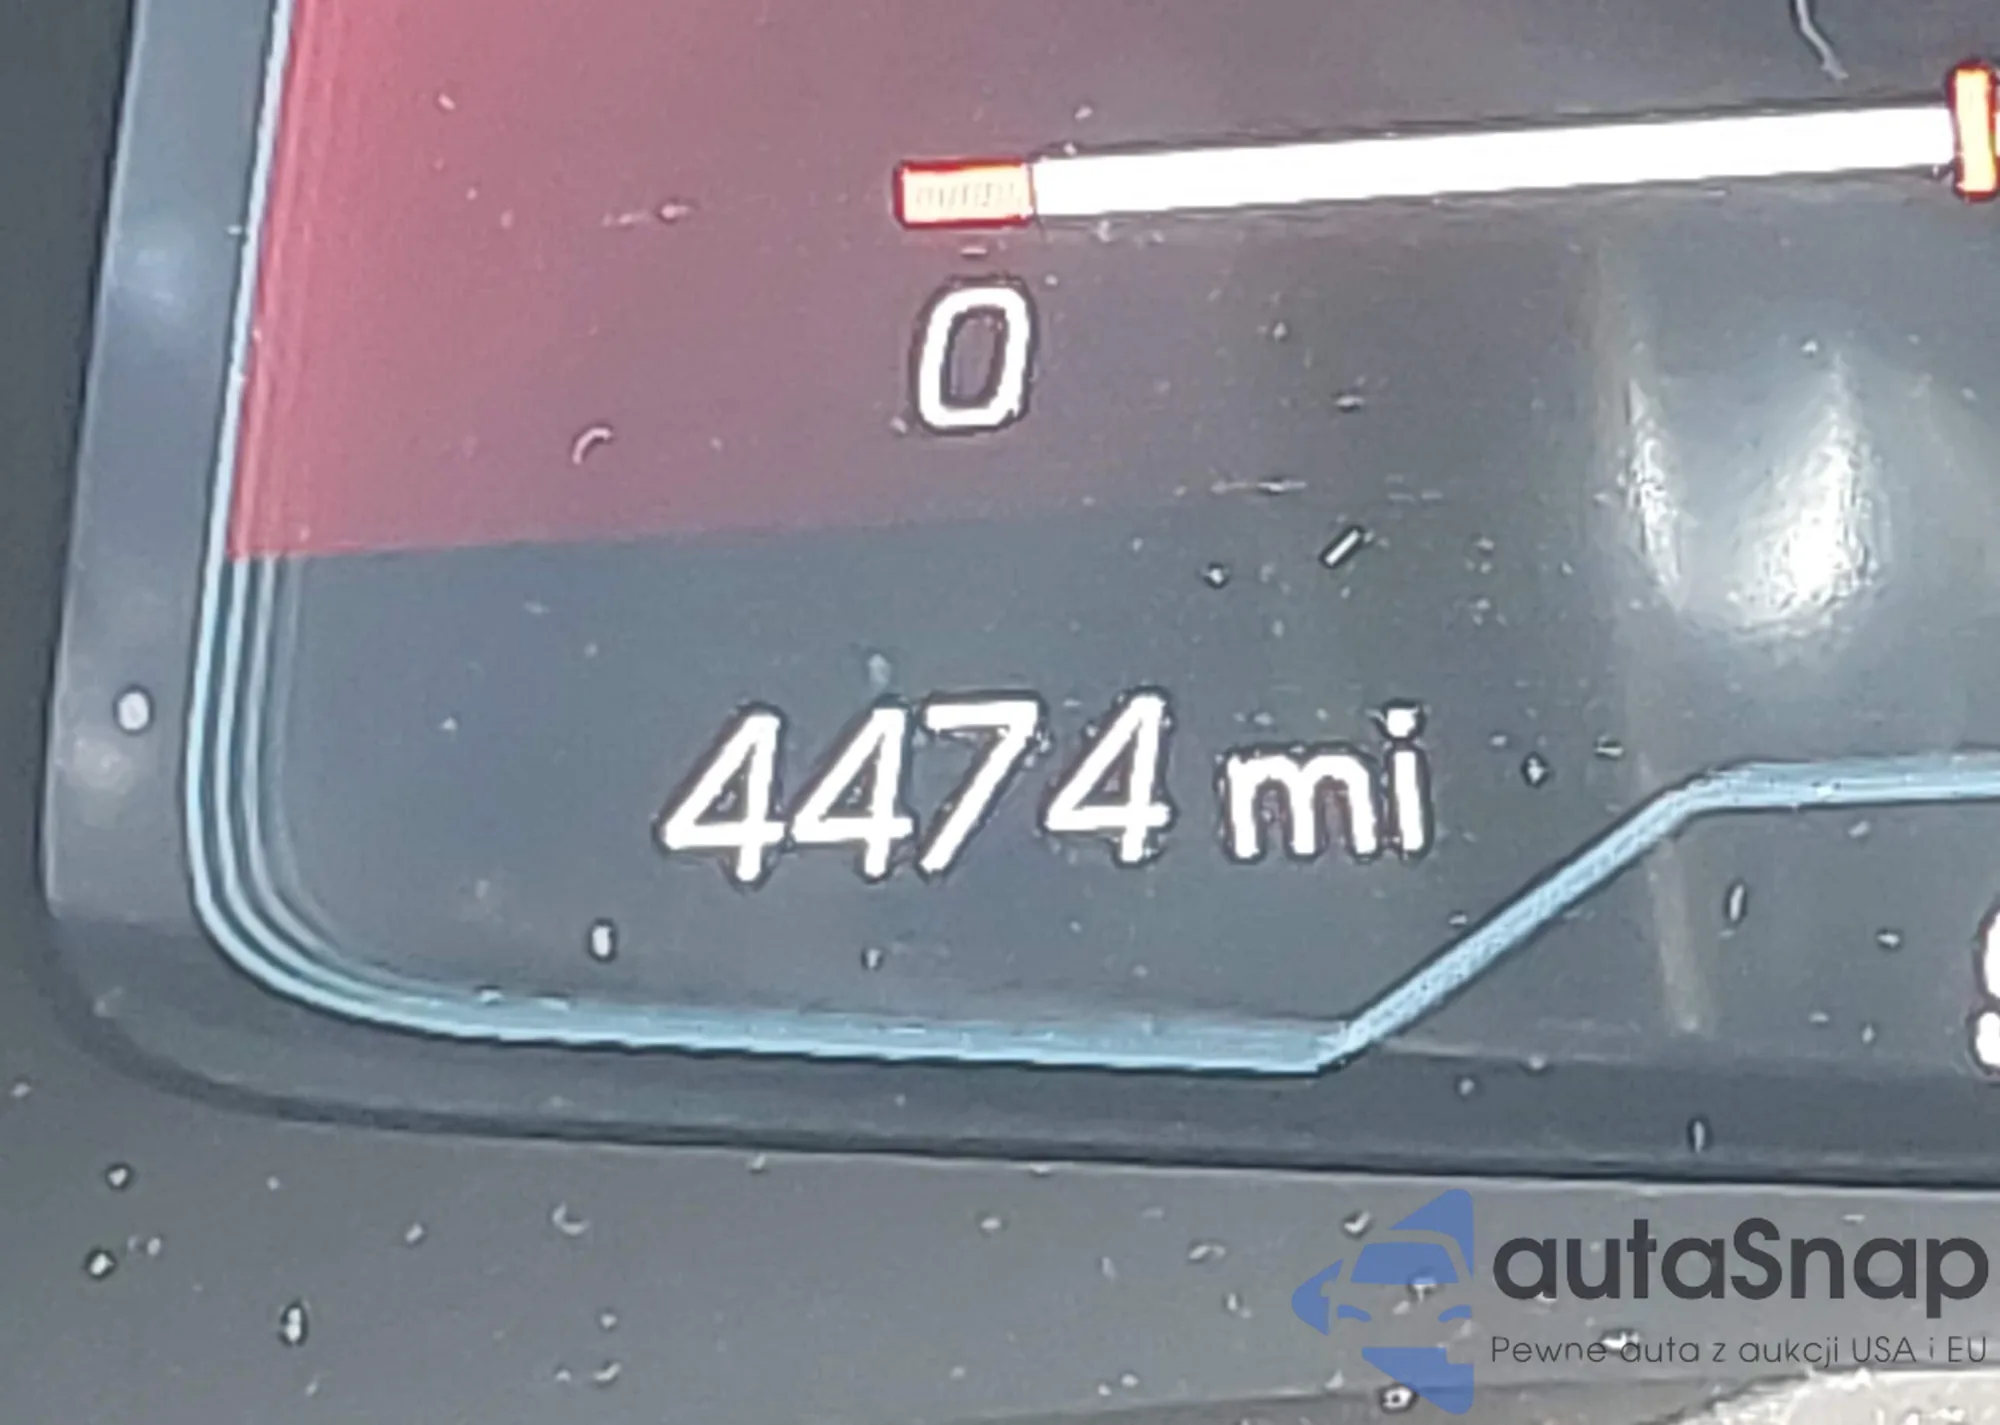 0
4474 mi
autaSnap
Pewne auta z aukcji USA i EU